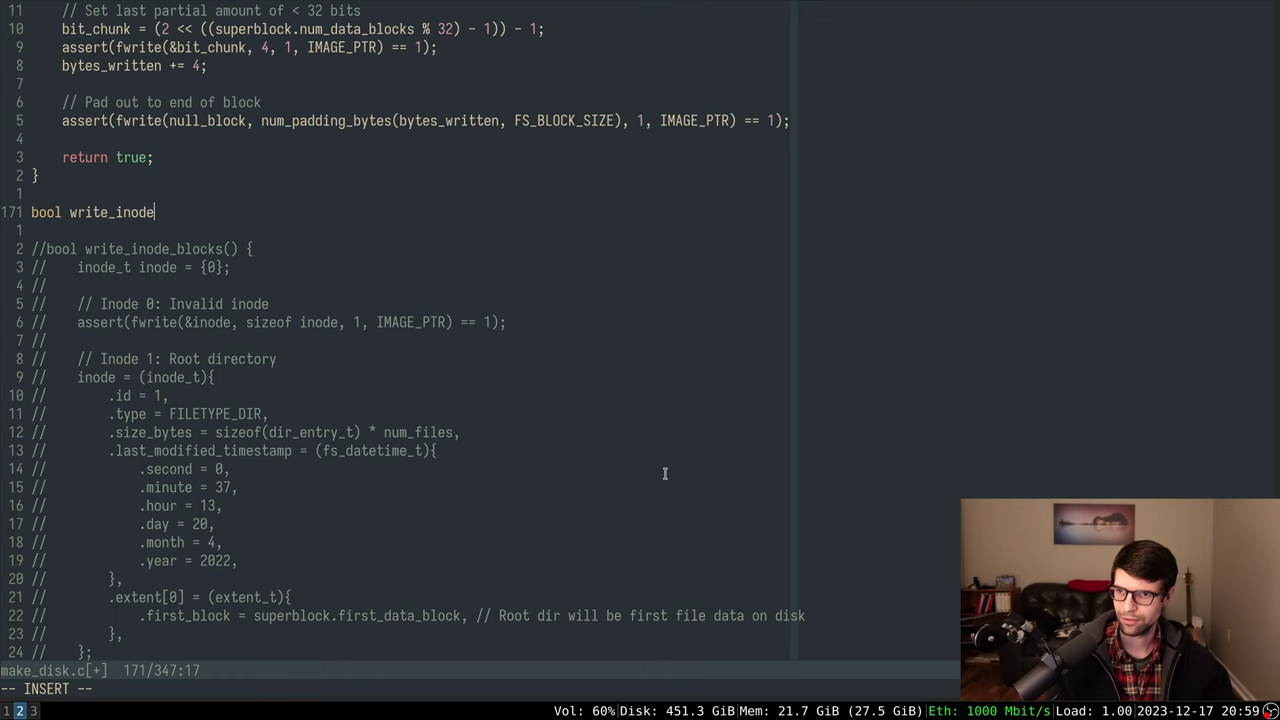 11 // Set last partial amount of < 32 bits
10 bit_chunk = (2 << ((superblock.num_data_blocks % 32) - 1)) - 1;
9 assert(fwrite(&bit_chunk, 4, 1, IMAGE_PTR) == 1);
8 bytes_written += 4;
7
6 // Pad out to end of block
5 assert(fwrite(null_block, num_padding_bytes(bytes_written, FS_BLOCK_SIZE), 1, IMAGE_PTR) == 1);
4
3 return true;
2 }
1
171 bool write_inode
1
2 //bool write_inode_blocks() {
3 // inode_t inode = {0};
4 //
5 // // Inode 0: Invalid inode
6 // assert(fwrite(&inode, sizeof inode, 1, IMAGE_PTR) == 1);
7 //
8 // // Inode 1: Root directory
9 // inode = (inode_t){
10 // .id = 1,
11 // .type = FILETYPE_DIR,
12 // .size_bytes = sizeof(dir_entry_t) * num_files,
13 // .last_modified_timestamp = (fs_datetime_t){
14 // .second = 0,
15 // .minute = 37,
16 // .hour = 13,
17 // .day = 20,
18 // .month = 4,
19 // .year = 2022,
20 // },
21 // .extent[0] = (extent_t){
22 // .first_block = superblock.first_data_block, // Root dir will be first file data on disk
23 // },
24 // };
make_disk.c[+] 171/347:17
-- INSERT --
1 2 3 Vol: 60% Disk: 451.3 GiB Mem: 21.7 GiB (27.5 GiB) Eth: 1000 Mbit/s Load: 1.00 2023-12-17 20:59